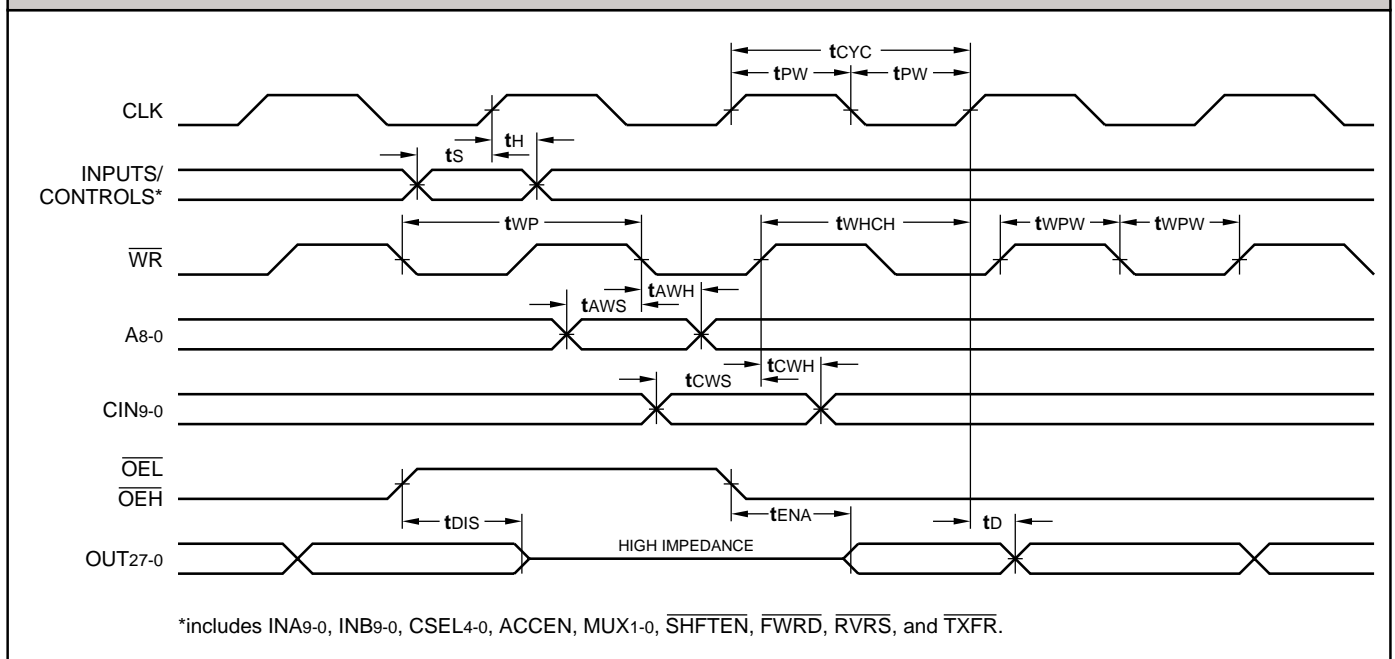 tCYC
tPW tPW
CLK
tS tH
INPUTS/
CONTROLS*
tWP tWHCH tWPW tWPW
WR
tAWS tAWH
A8-0
tCWS tCWH
CIN9-0
OEL
OEH
tDIS tENA tD
OUT27-0 HIGH IMPEDANCE
*includes INA9-0, INB9-0, CSEL4-0, ACCEN, MUX1-0, SHFTEN, FWRD, RVRS, and TXFR.